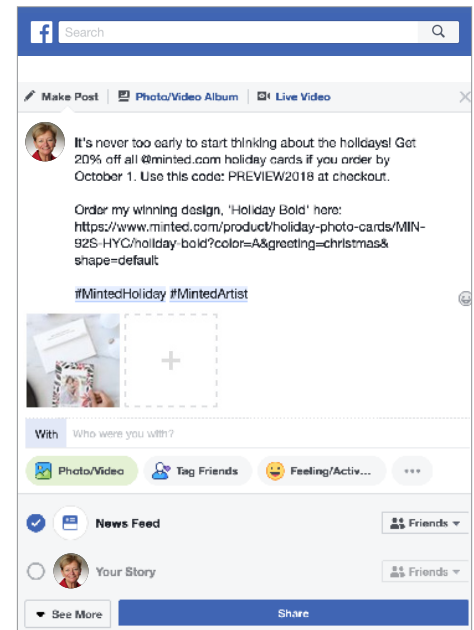 f
Search
Make Post
Photo/Video Album
Live Video
It's never too early to start thinking about the holidays! Get
20% off all @minted.com holiday cards if you order by
October 1. Use this code: PREVIEW2018 at checkout.
Order my winning design, 'Holiday Bold' here:
https://www.minted.com/product/holiday-photo-cards/MIN-
92S-HYC/holiday-bold?color=A&greeting=christmas&
shape=default
#MintedHoliday #MintedArtist
With
Who were you with?
Photo/Video
Tag Friends
Feeling/Activ...
News Feed
Friends
Your Story
Friends
See More
Share